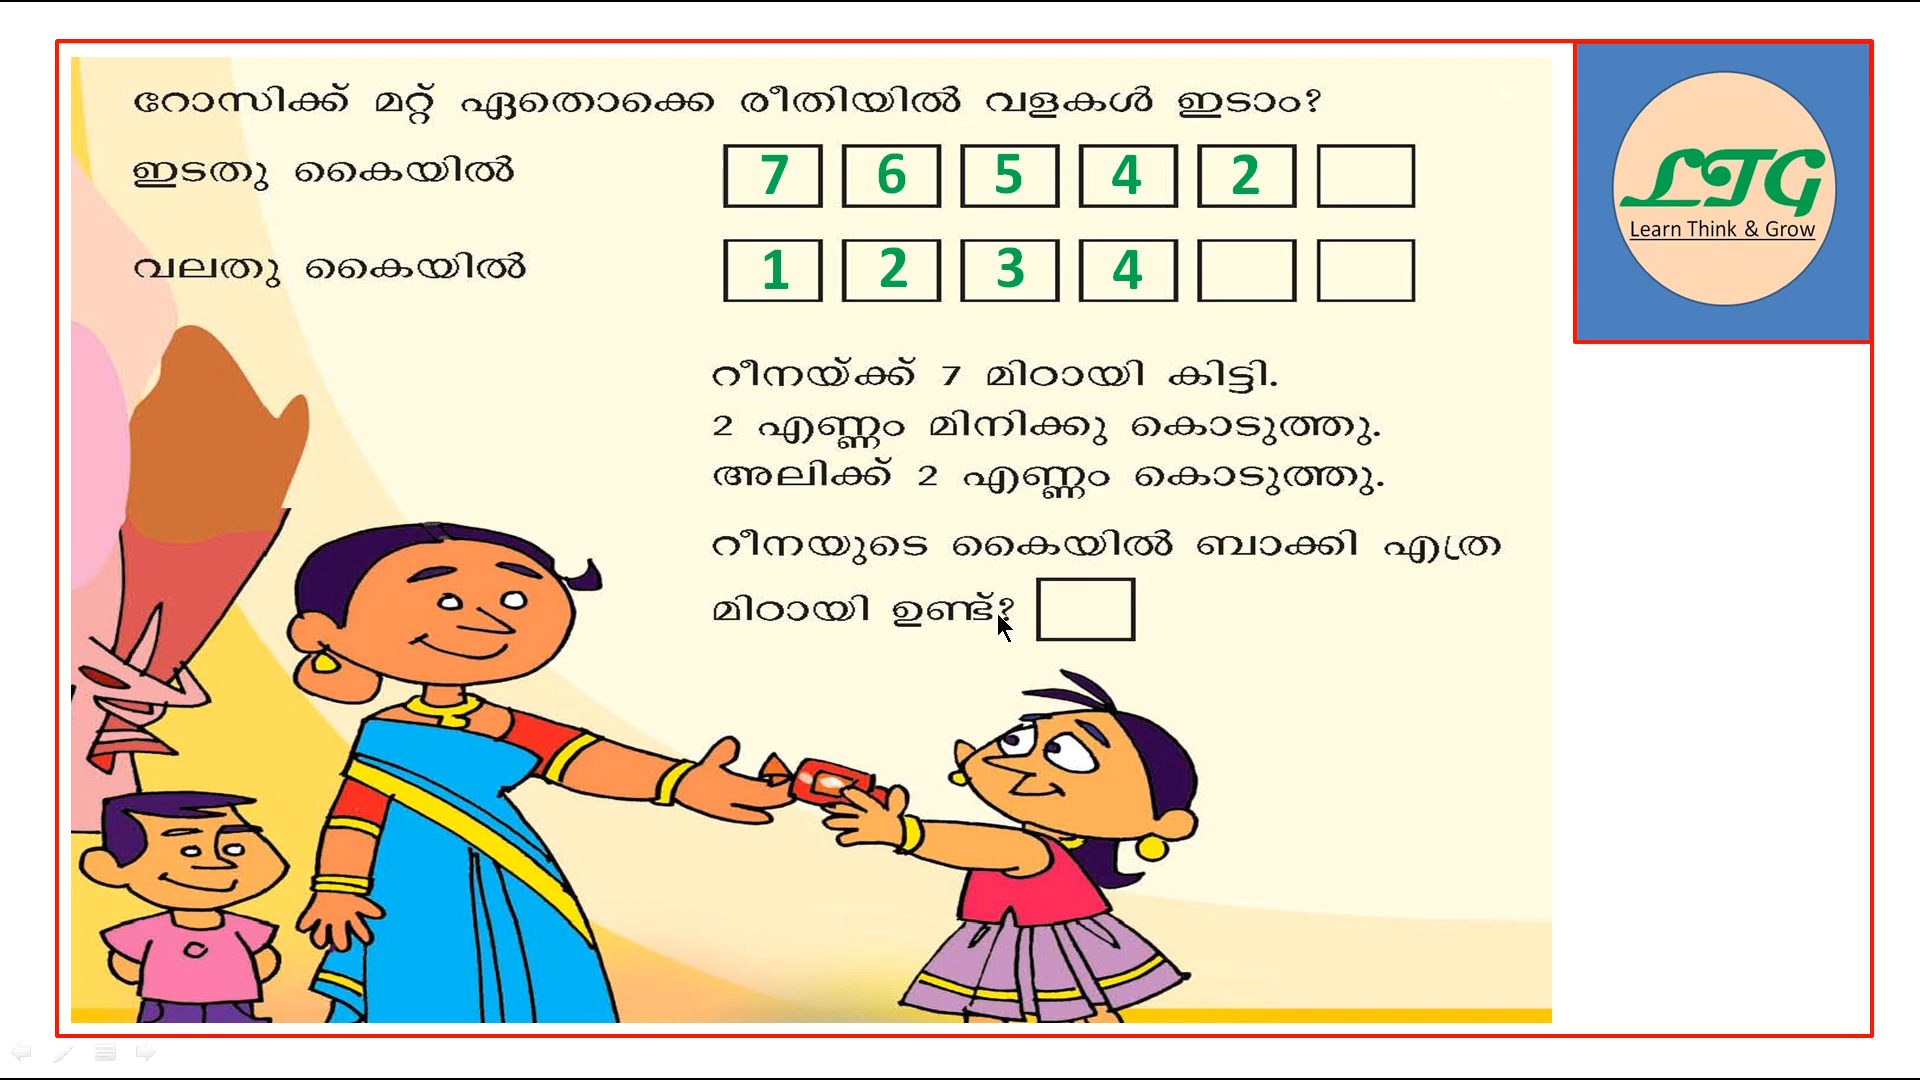 റോസിക്ക് മറ്റ് ഏതൊക്കെ രീതിയിൽ വളകൾ ഇടാം?
ഇടതു കൈയിൽ 7 6 5 4 2
വലതു കൈയിൽ 1 2 3 4
റീനയ്ക്ക് 7 മിഠായി കിട്ടി.
2 എണ്ണം മിനിക്കു കൊടുത്തു.
അലിക്ക് 2 എണ്ണം കൊടുത്തു.
റീനയുടെ കൈയിൽ ബാക്കി എത്ര
മിഠായി ഉണ്ട്?
LTG
Learn Think & Grow